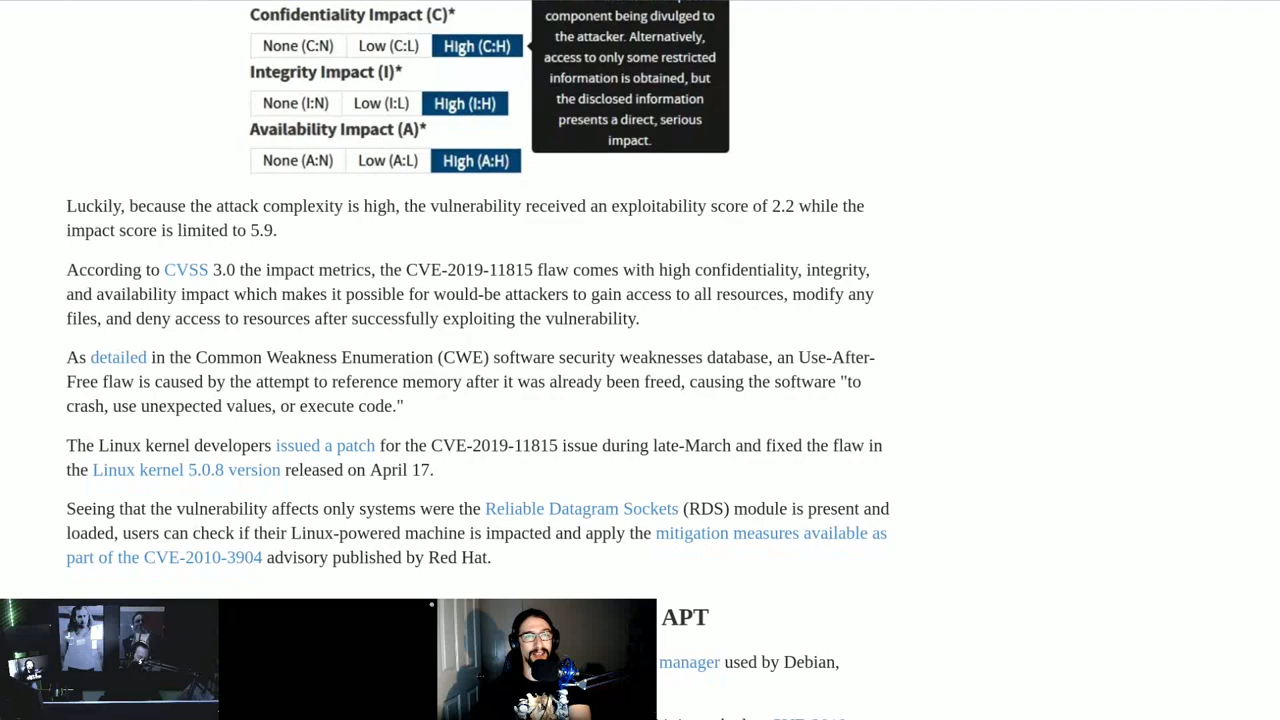 Confidentiality Impact (C)*
None (C:N) Low (C:L) High (C:H)
Integrity Impact (I)*
None (I:N) Low (I:L) High (I:H)
Availability Impact (A)*
None (A:N) Low (A:L) High (A:H)
component being divulged to
the attacker. Alternatively,
access to only some restricted
information is obtained, but
the disclosed information
presents a direct, serious
impact.
Luckily, because the attack complexity is high, the vulnerability received an exploitability score of 2.2 while the
impact score is limited to 5.9.
According to CVSS 3.0 the impact metrics, the CVE-2019-11815 flaw comes with high confidentiality, integrity,
and availability impact which makes it possible for would-be attackers to gain access to all resources, modify any
files, and deny access to resources after successfully exploiting the vulnerability.
As detailed in the Common Weakness Enumeration (CWE) software security weaknesses database, an Use-After-
Free flaw is caused by the attempt to reference memory after it was already been freed, causing the software "to
crash, use unexpected values, or execute code."
The Linux kernel developers issued a patch for the CVE-2019-11815 issue during late-March and fixed the flaw in
the Linux kernel 5.0.8 version released on April 17.
Seeing that the vulnerability affects only systems were the Reliable Datagram Sockets (RDS) module is present and
loaded, users can check if their Linux-powered machine is impacted and apply the mitigation measures available as
part of the CVE-2010-3904 advisory published by Red Hat.
APT
manager used by Debian,